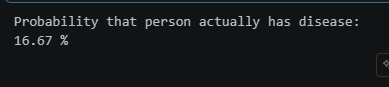 Probability that person actually has disease:
16.67 %